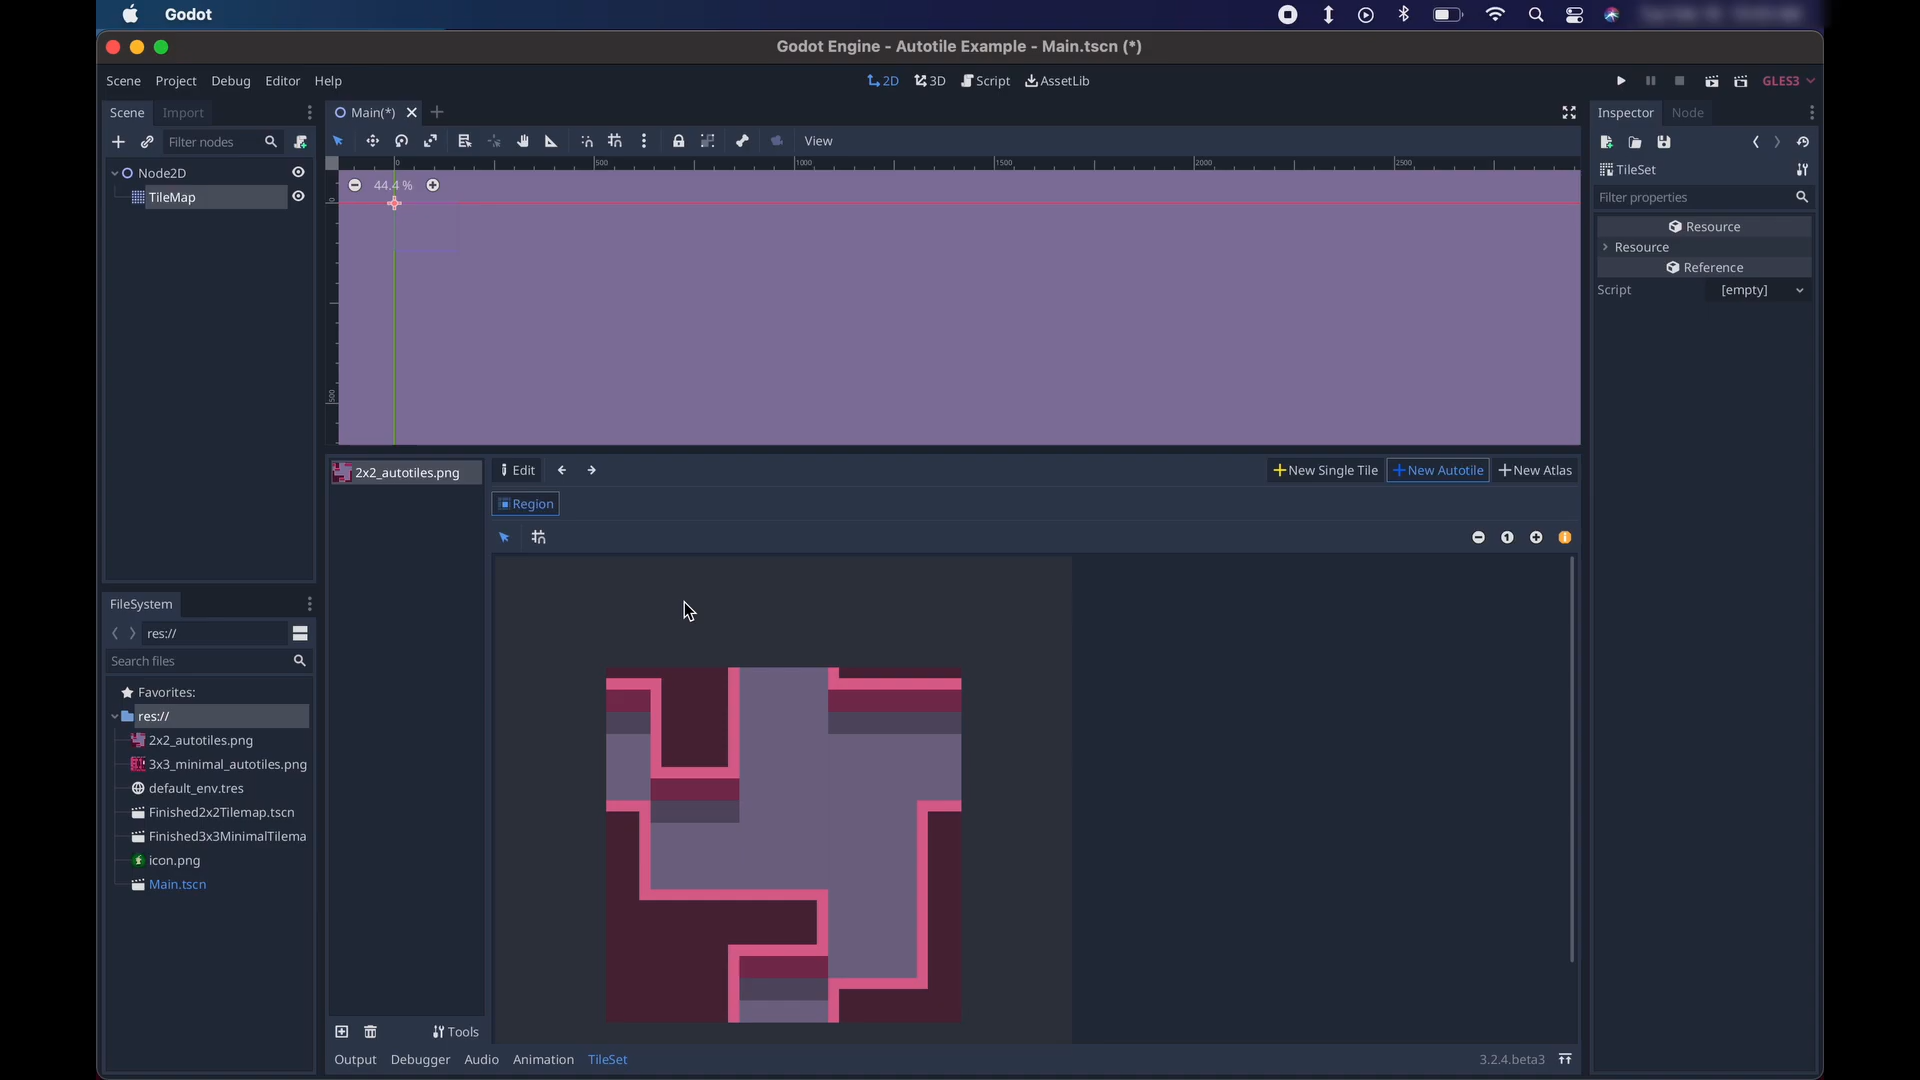 Godot
Godot Engine - Autotile Example - Main.tscn (*)
Scene Project Debug Editor Help
2D 3D Script AssetLib
GLES3
Scene Import
Main(*)
Inspector Node
Filter nodes
View
0 500 1000 1500 2000 2500
Node2D
TileMap
44.4 %
0
500
TileSet
Filter properties
Resource
Resource
Reference
Script [empty]
2x2_autotiles.png
Edit
New Single Tile New Autotile New Atlas
Region
1
FileSystem
res://
Search files
Favorites:
res://
2x2_autotiles.png
3x3_minimal_autotiles.png
default_env.tres
Finished2x2Tilemap.tscn
Finished3x3MinimalTilema
icon.png
Main.tscn
Tools
Output Debugger Audio Animation TileSet
3.2.4.beta3